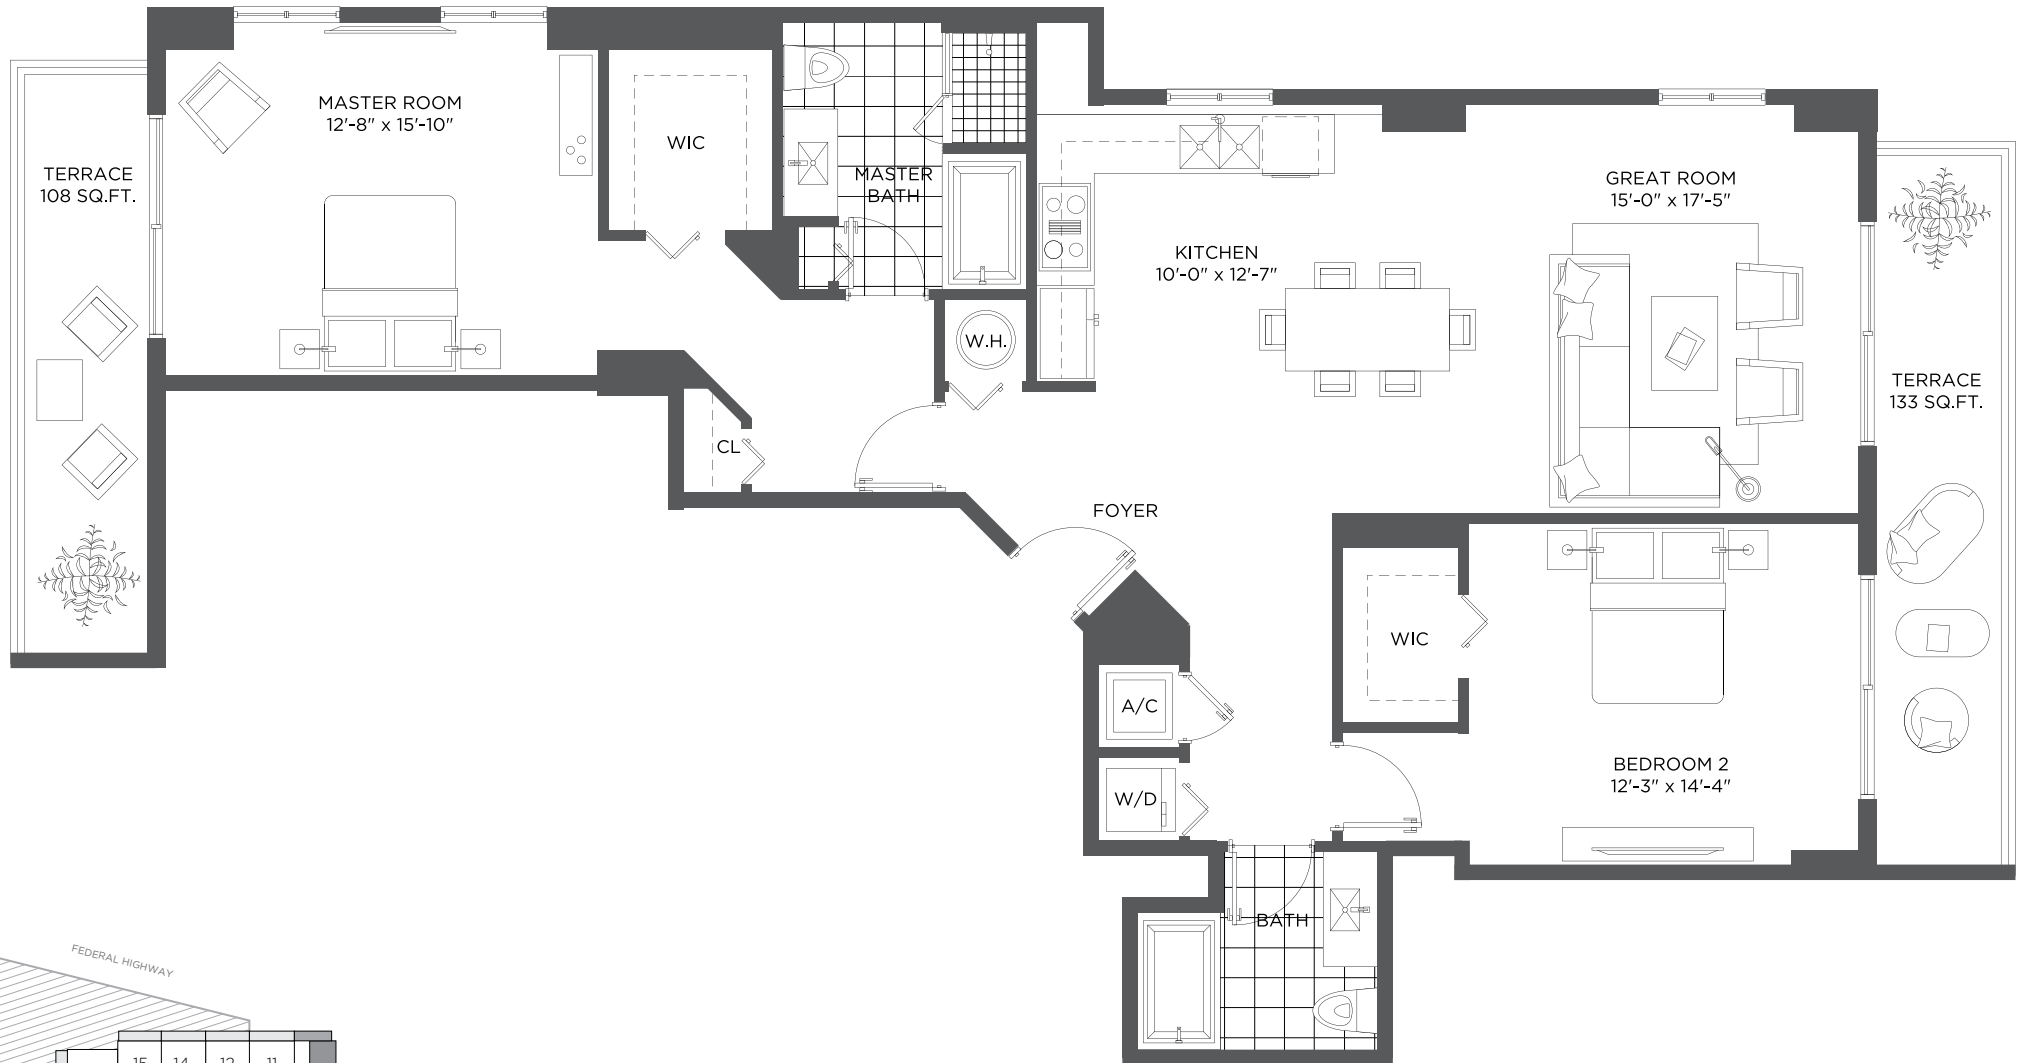 MASTER ROOM
12'-8" x 15'-10"
TERRACE
108 SQ.FT.
WIC
MASTER
BATH
GREAT ROOM
15'-0" x 17'-5"
KITCHEN
10'-0" x 12'-7"
W.H.
TERRACE
133 SQ.FT.
CL
FOYER
WIC
A/C
BEDROOM 2
12'-3" x 14'-4"
W/D
BATH
FEDERAL HIGHWAY
15 14 12 11